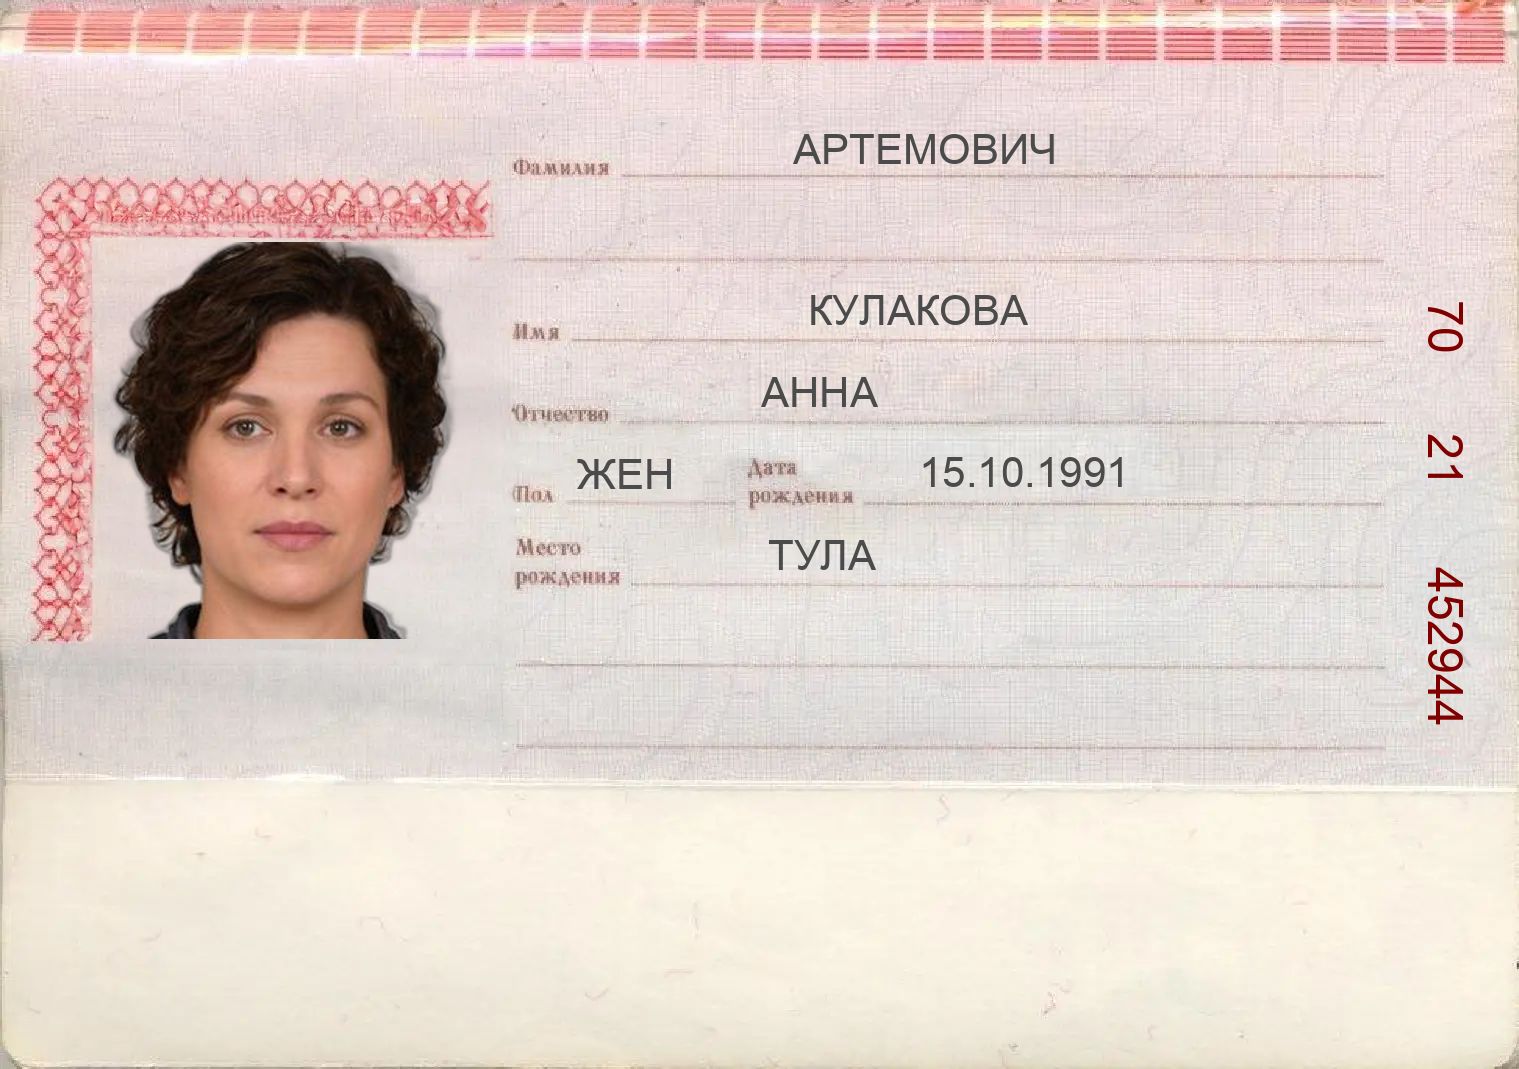 Фамилия АРТЕМОВИЧ
Имя КУЛАКОВА
Отчество АННА
Пол ЖЕН Дата рождения 15.10.1991
Место рождения ТУЛА
70 21 452944